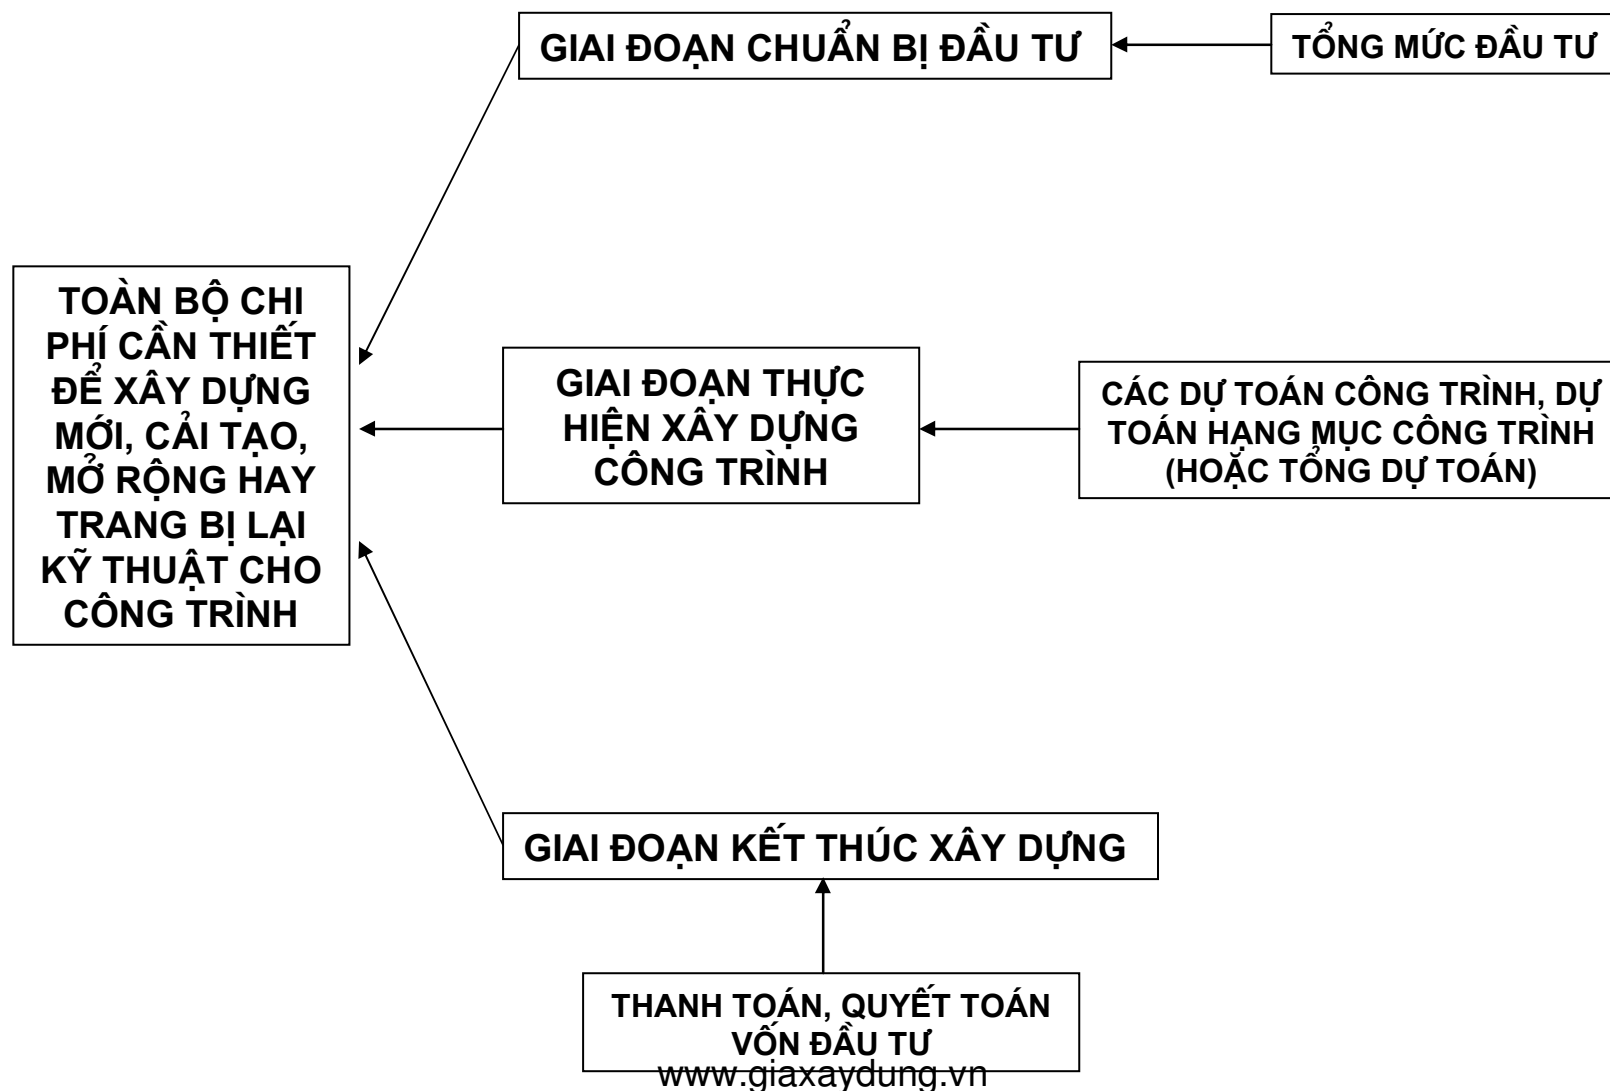 GIAI ĐOẠN CHUẨN BỊ ĐẦU TƯ
TỔNG MỨC ĐẦU TƯ
TOÀN BỘ CHI
PHÍ CẦN THIẾT
ĐỂ XÂY DỰNG
MỚI, CẢI TẠO,
MỞ RỘNG HAY
TRANG BỊ LẠI
KỸ THUẬT CHO
CÔNG TRÌNH
GIAI ĐOẠN THỰC
HIỆN XÂY DỰNG
CÔNG TRÌNH
CÁC DỰ TOÁN CÔNG TRÌNH, DỰ
TOÁN HẠNG MỤC CÔNG TRÌNH
(HOẶC TỔNG DỰ TOÁN)
GIAI ĐOẠN KẾT THÚC XÂY DỰNG
THANH TOÁN, QUYẾT TOÁN
VỐN ĐẦU TƯ
www.giaxaydung.vn